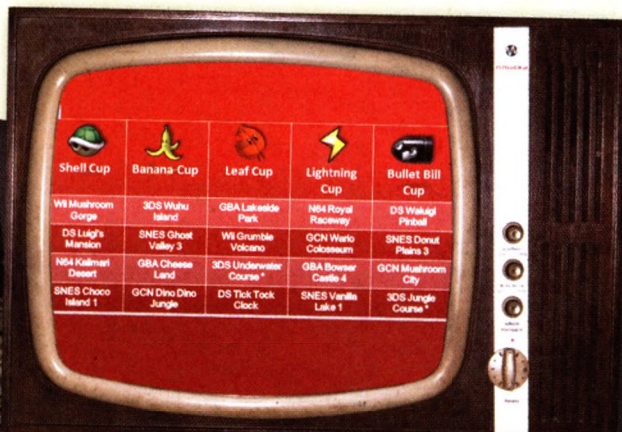 Shell Cup
Banana Cup
Leaf Cup
Lightning
Cup
Bullet Bill
Cup
Wii Mushroom
Gorge
3DS Wuhu
Island
GBA Lakeside
Park
N64 Royal
Raceway
DS Waluigi
Pinball
DS Luigi's
Mansion
SNES Ghost
Valley 3
Wii Grumble
Volcano
GCN Wario
Colosseum
SNES Donut
Plains 3
N64 Kalimari
Desert
GBA Cheese
Land
3DS Underwater
Course *
GBA Bowser
Castle 4
GCN Mushroom
City
SNES Choco
Island 1
GCN Dino Dino
Jungle
DS Tick Tock
Clock
SNES Vanilla
Lake 1
3DS Jungle
Course *